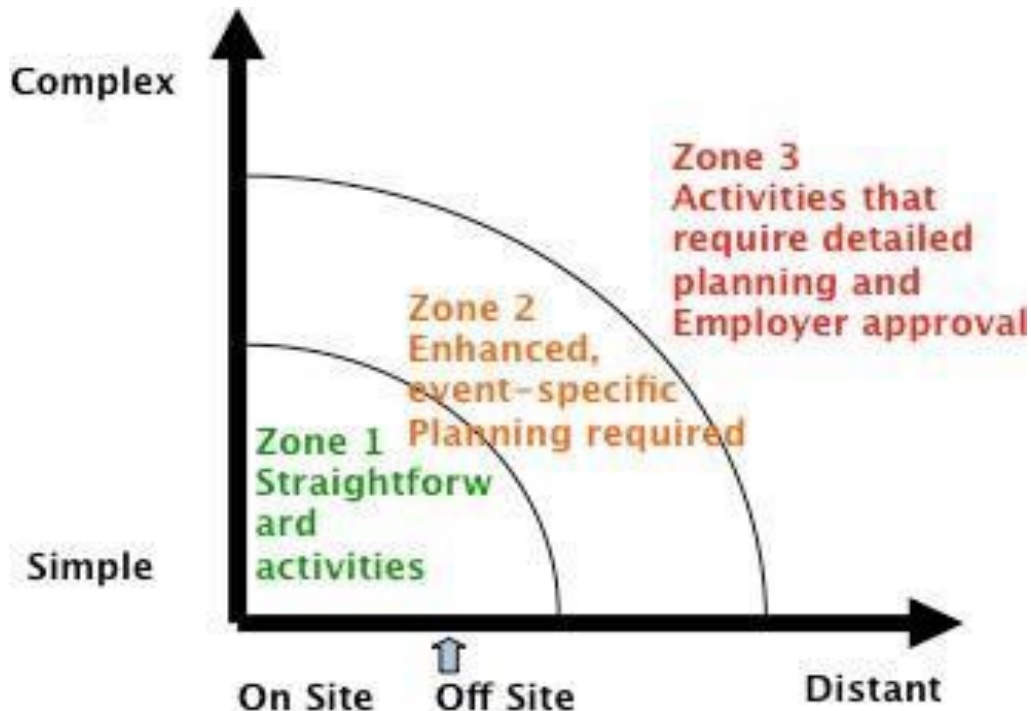 Complex
Zone 3
Activities that
require detailed
planning and
Employer approval
Zone 2
Enhanced,
event-specific
Planning required
Zone 1
Straightforw
ard
activities
Simple
On Site
Off Site
Distant